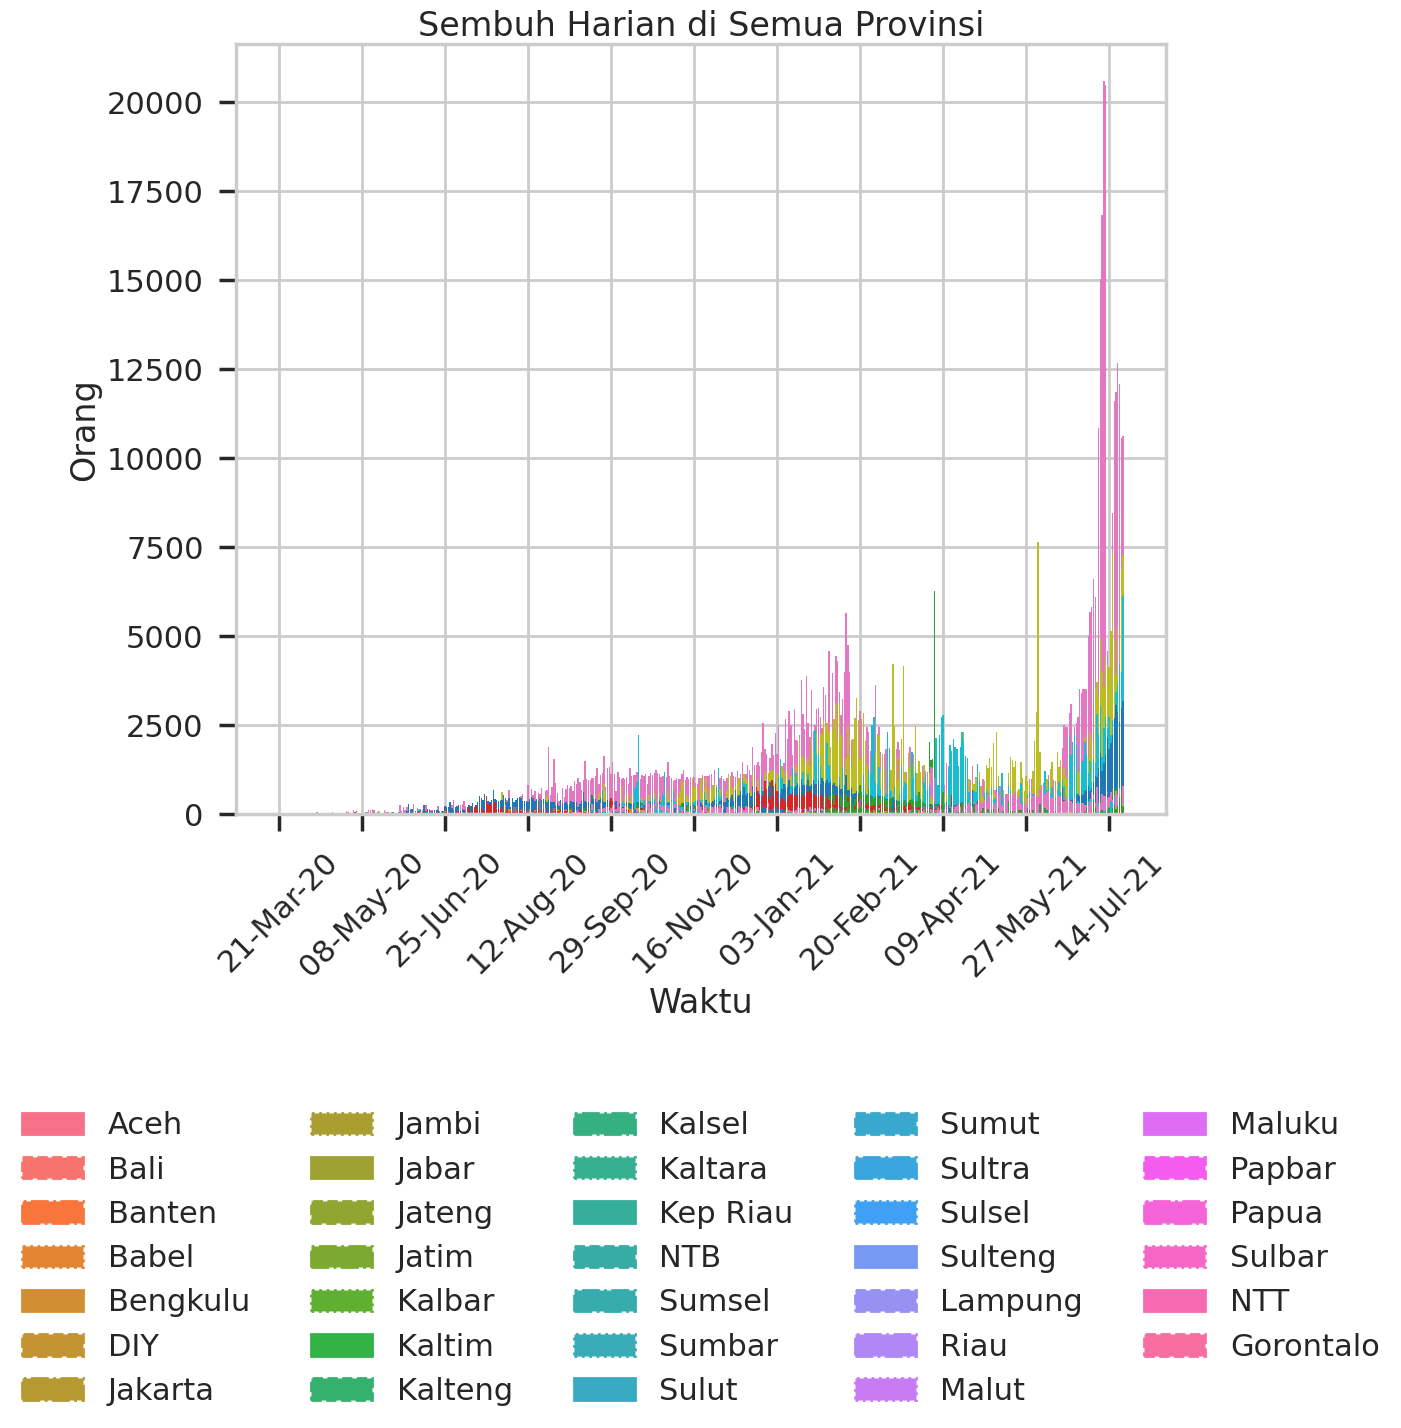 Sembuh Harian di Semua Provinsi
Orang
20000
17500
15000
12500
10000
7500
5000
2500
0
21-Mar-20
08-May-20
25-Jun-20
12-Aug-20
29-Sep-20
16-Nov-20
03-Jan-21
20-Feb-21
09-Apr-21
27-May-21
14-Jul-21
Waktu
Aceh
Bali
Banten
Babel
Bengkulu
DIY
Jakarta
Jambi
Jabar
Jateng
Jatim
Kalbar
Kaltim
Kalteng
Kalsel
Kaltara
Kep Riau
NTB
Sumsel
Sumbar
Sulut
Sumut
Sultra
Sulsel
Sulteng
Lampung
Riau
Malut
Maluku
Papbar
Papua
Sulbar
NTT
Gorontalo